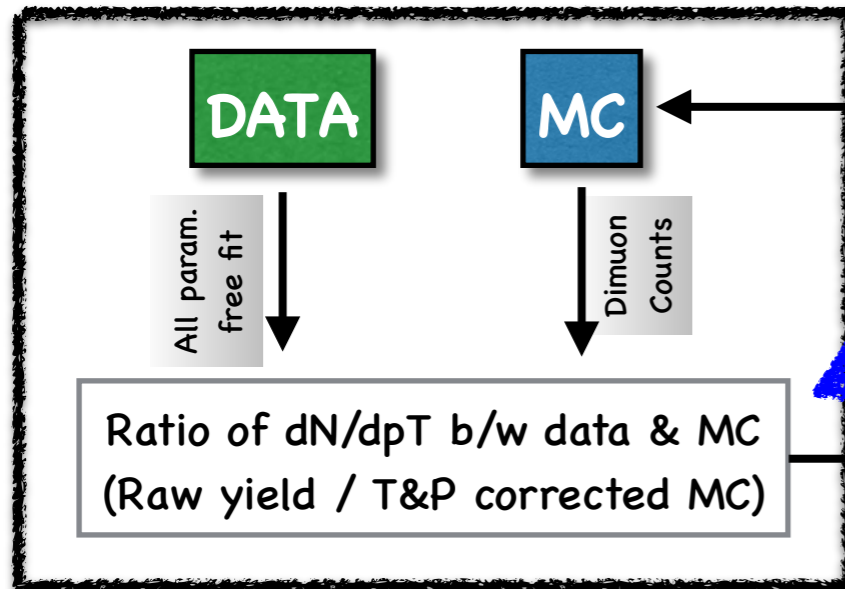 DATA
MC
All param.
free fit
Dimuon
Counts
Ratio of dN/dpT b/w data & MC
(Raw yield / T&P corrected MC)